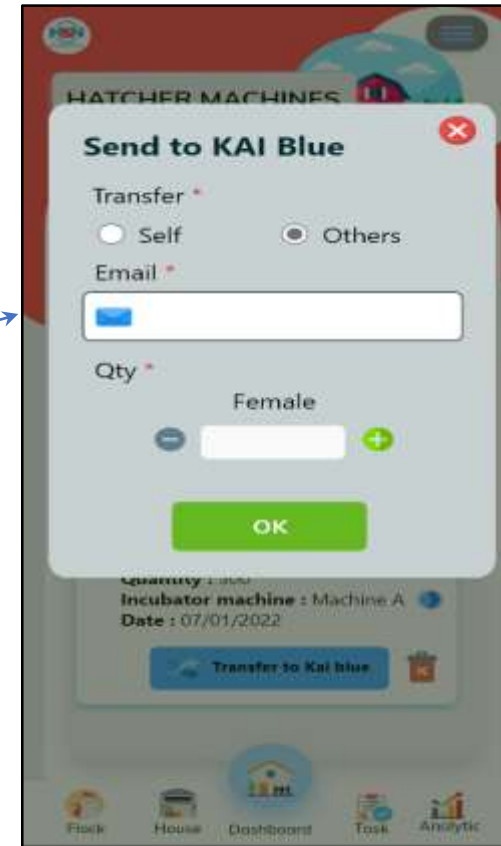 HATCHER MACHINES
Send to KAI Blue
Transfer *
Self Others
Email *
Qty *
Female
OK
Quantity : 300
Incubator machine : Machine A
Date : 07/01/2022
Transfer to Kai blue
Flock House Dashboard Task Analytic